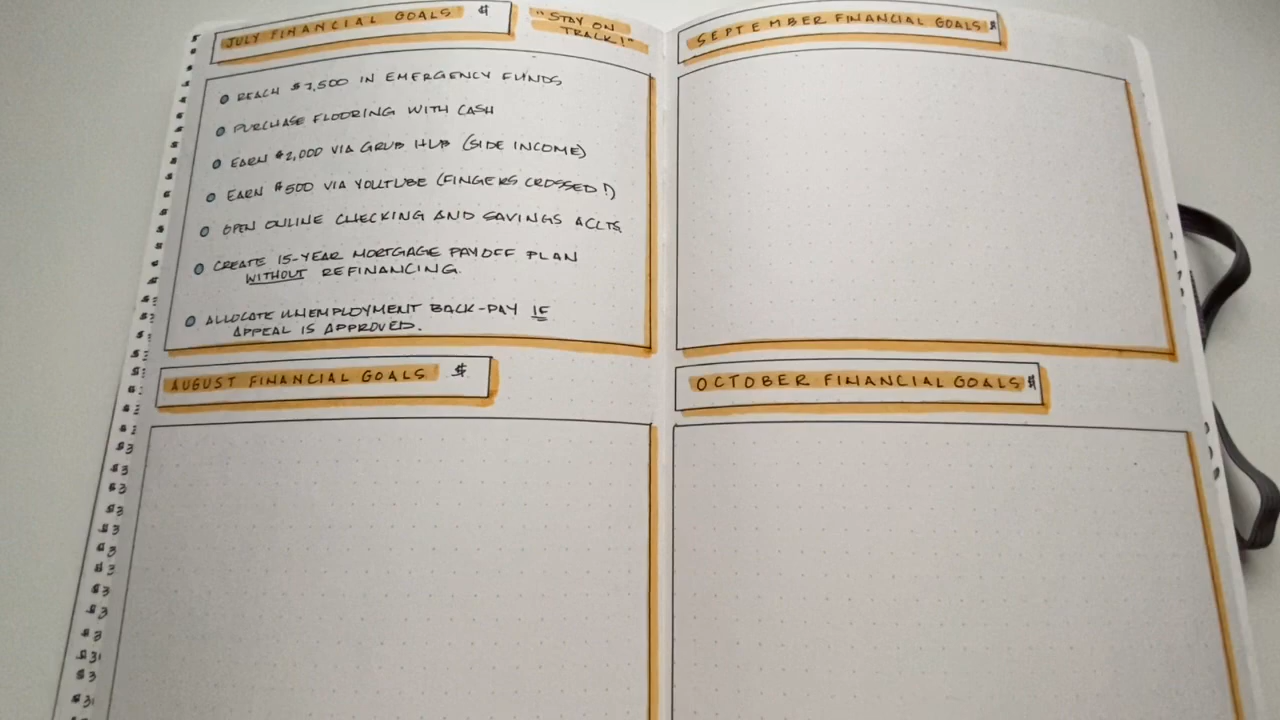 JULY FINANCIAL GOALS $
"STAY ON
TRACK!"
REACH $7,500 IN EMERGENCY FUNDS
PURCHASE FLOORING WITH CASH
EARN $2,000 VIA GRUB HUB (SIDE INCOME)
EARN $500 VIA YOUTUBE (FINGERS CROSSED!)
OPEN ONLINE CHECKING AND SAVINGS ACCTS
CREATE 15-YEAR MORTGAGE PAYOFF PLAN
WITHOUT REFINANCING.
ALLOCATE UNEMPLOYMENT BACK-PAY IF
APPEAL IS APPROVED.
AUGUST FINANCIAL GOALS $
SEPTEMBER FINANCIAL GOALS $
OCTOBER FINANCIAL GOALS $